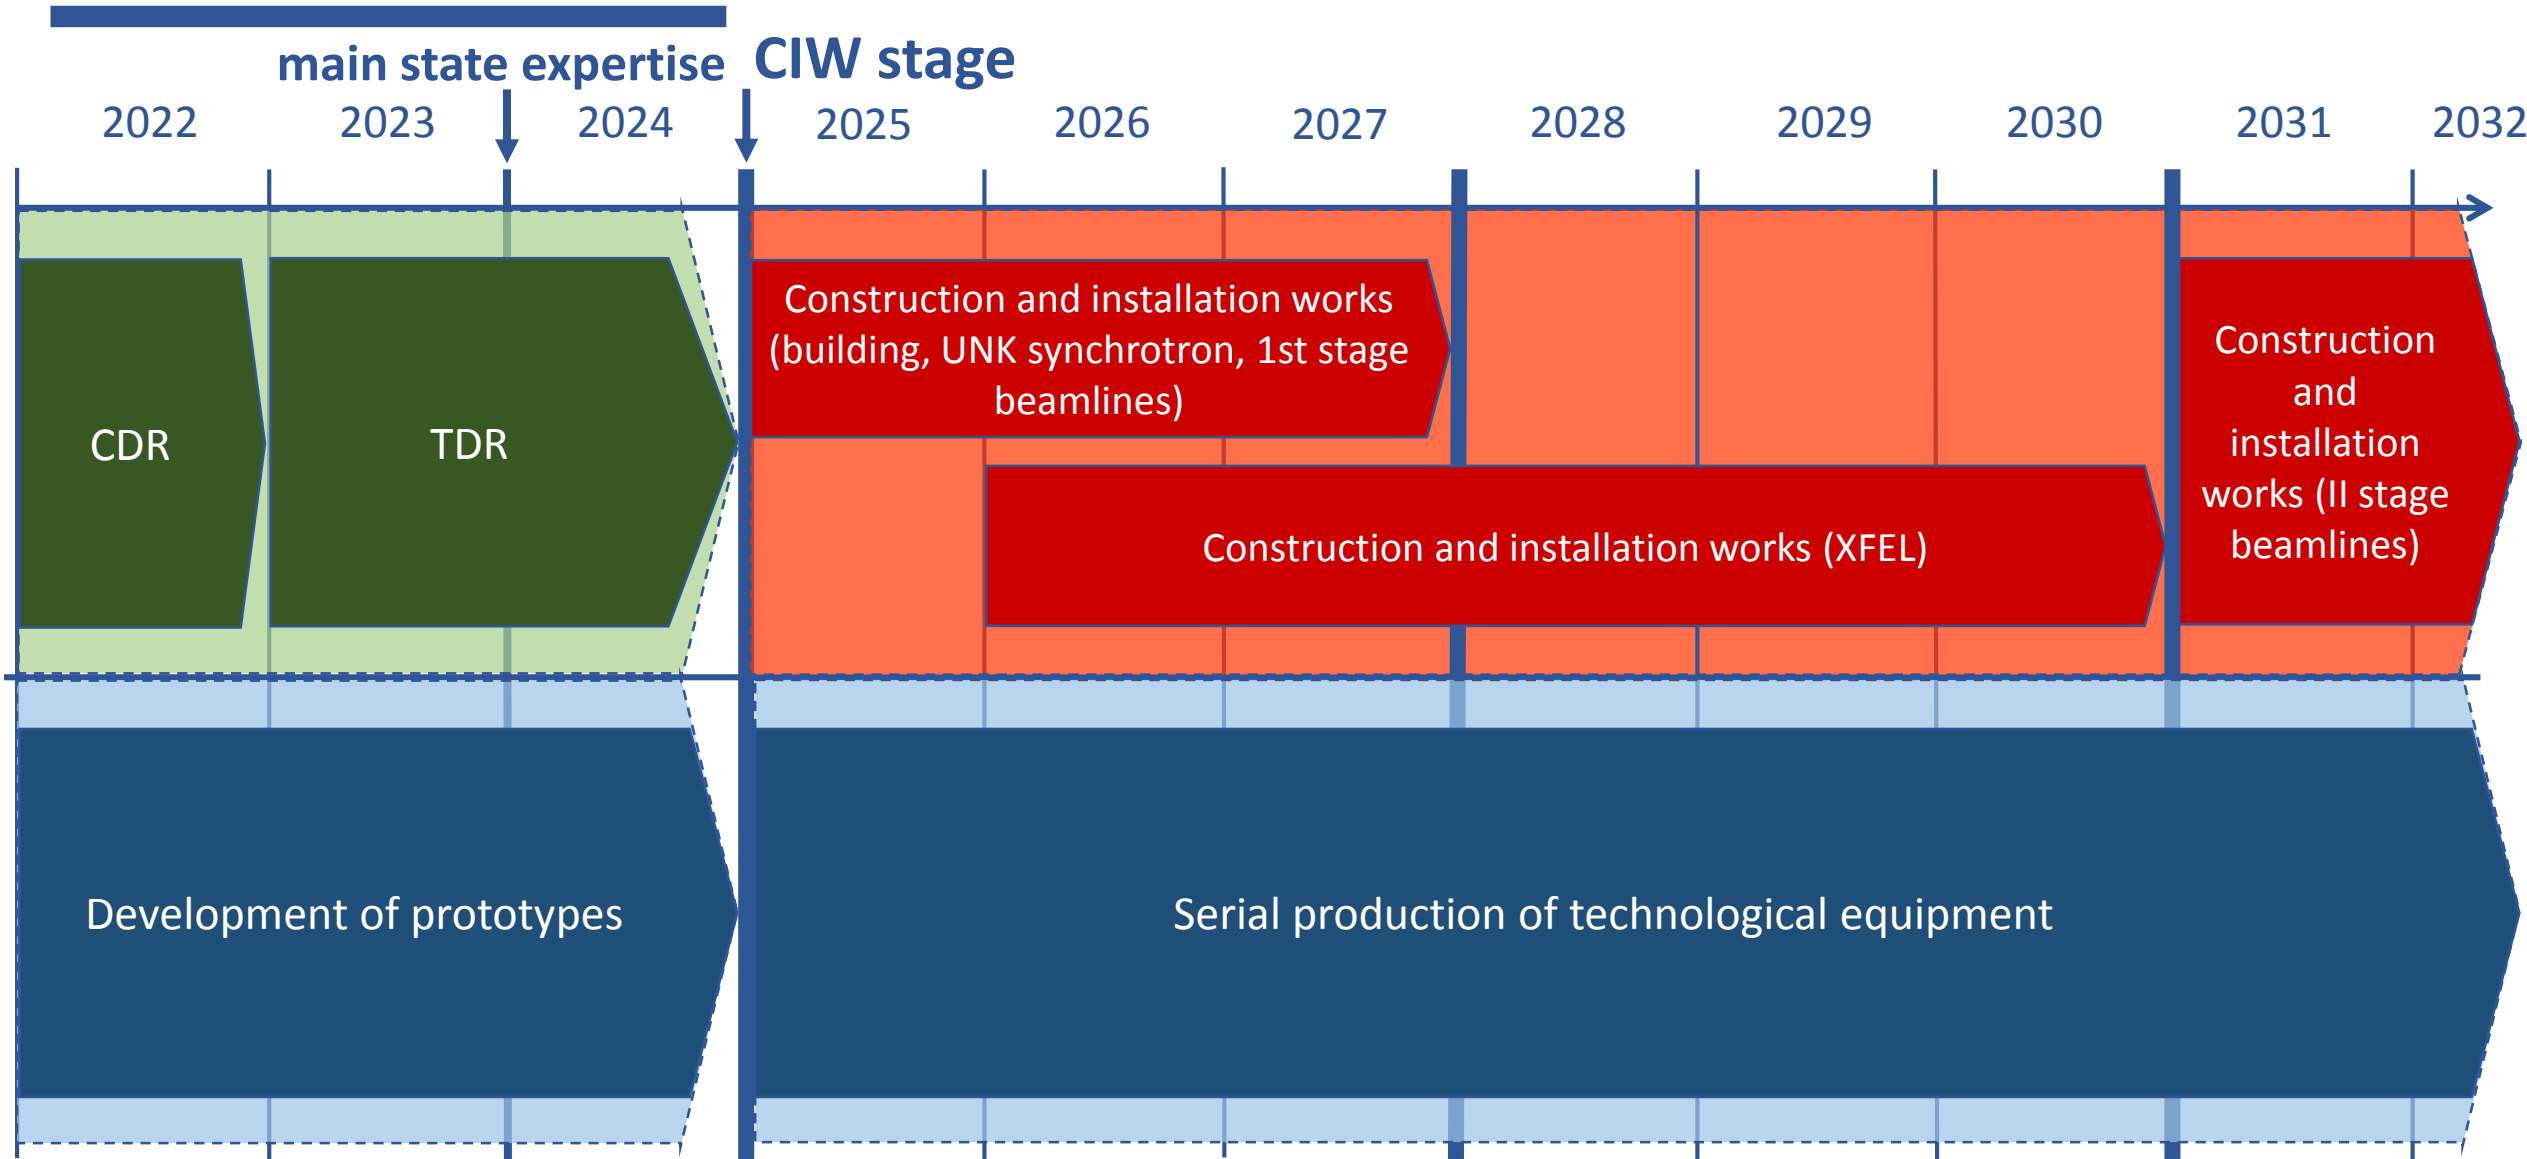 main state expertise CIW stage
2022 2023 2024 2025 2026 2027 2028 2029 2030 2031 2032
CDR
TDR
Construction and installation works
(building, UNK synchrotron, 1st stage
beamlines)
Construction and installation works (XFEL)
Construction
and
installation
works (II stage
beamlines)
Development of prototypes
Serial production of technological equipment